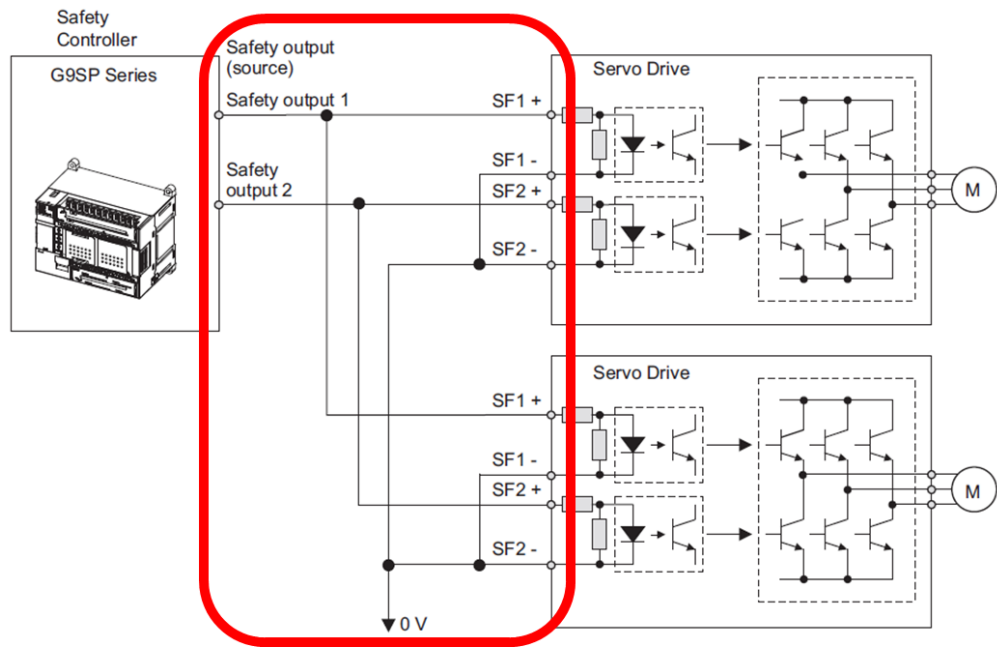 Safety
Controller
G9SP Series
Safety output
(source)
Safety output 1
Safety
output 2
SF1 +
SF1 -
SF2 +
SF2 -
Servo Drive
M
Servo Drive
SF1 +
SF1 -
SF2 +
SF2 -
M
0 V